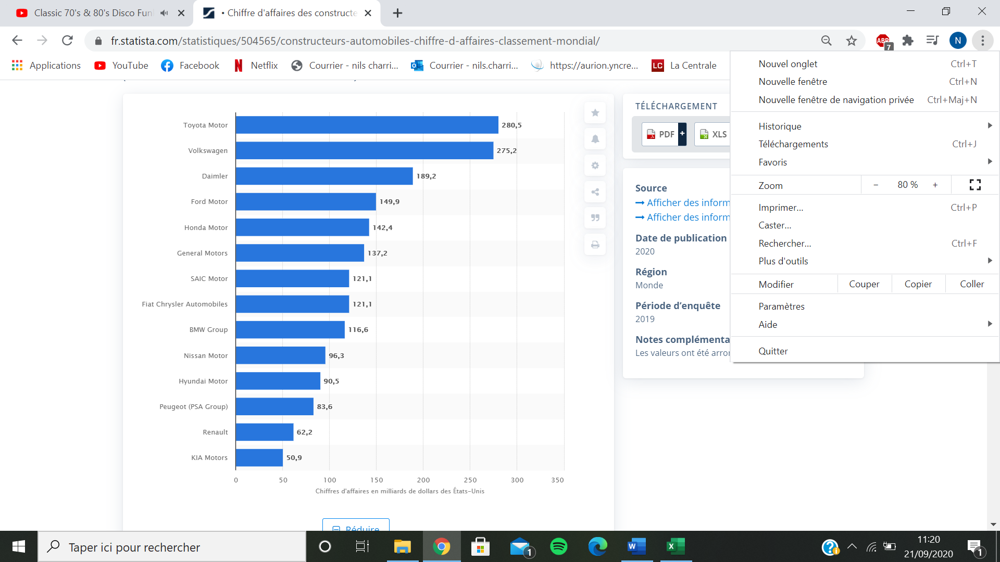 Classic 70's & 80's Disco Fun
• Chiffre d'affaires des constructe
fr.statista.com/statistiques/504565/constructeurs-automobiles-chiffre-d-affaires-classement-mondial/
ABP
7
N
Applications
YouTube
Facebook
Netflix
Courrier - nils charri...
Courrier - nils.charri...
https://aurion.yncre...
LC La Centrale
Nouvel onglet Ctrl+T
Nouvelle fenêtre Ctrl+N
Nouvelle fenêtre de navigation privée Ctrl+Maj+N
Historique
Téléchargements Ctrl+J
Favoris
Zoom − 80 % +
Imprimer... Ctrl+P
Caster...
Rechercher... Ctrl+F
Plus d'outils
Modifier Couper Copier Coller
Paramètres
Aide
Quitter
Toyota Motor 280,5
Volkswagen 275,2
Daimler 189,2
Ford Motor 149,9
Honda Motor 142,4
General Motors 137,2
SAIC Motor 121,1
Fiat Chrysler Automobiles 121,1
BMW Group 116,6
Nissan Motor 96,3
Hyundai Motor 90,5
Peugeot (PSA Group) 83,6
Renault 62,2
KIA Motors 50,9
0 50 100 150 200 250 300 350
Chiffres d'affaires en milliards de dollars des États-Unis
Réduire
TÉLÉCHARGEMENT
PDF + XLS
Source
→ Afficher des inform
→ Afficher des inform
Date de publication
2020
Région
Monde
Période d’enquête
2019
Notes complémenta
Les valeurs ont été arro
Taper ici pour rechercher
1
W
X
11:20
21/09/2020
1